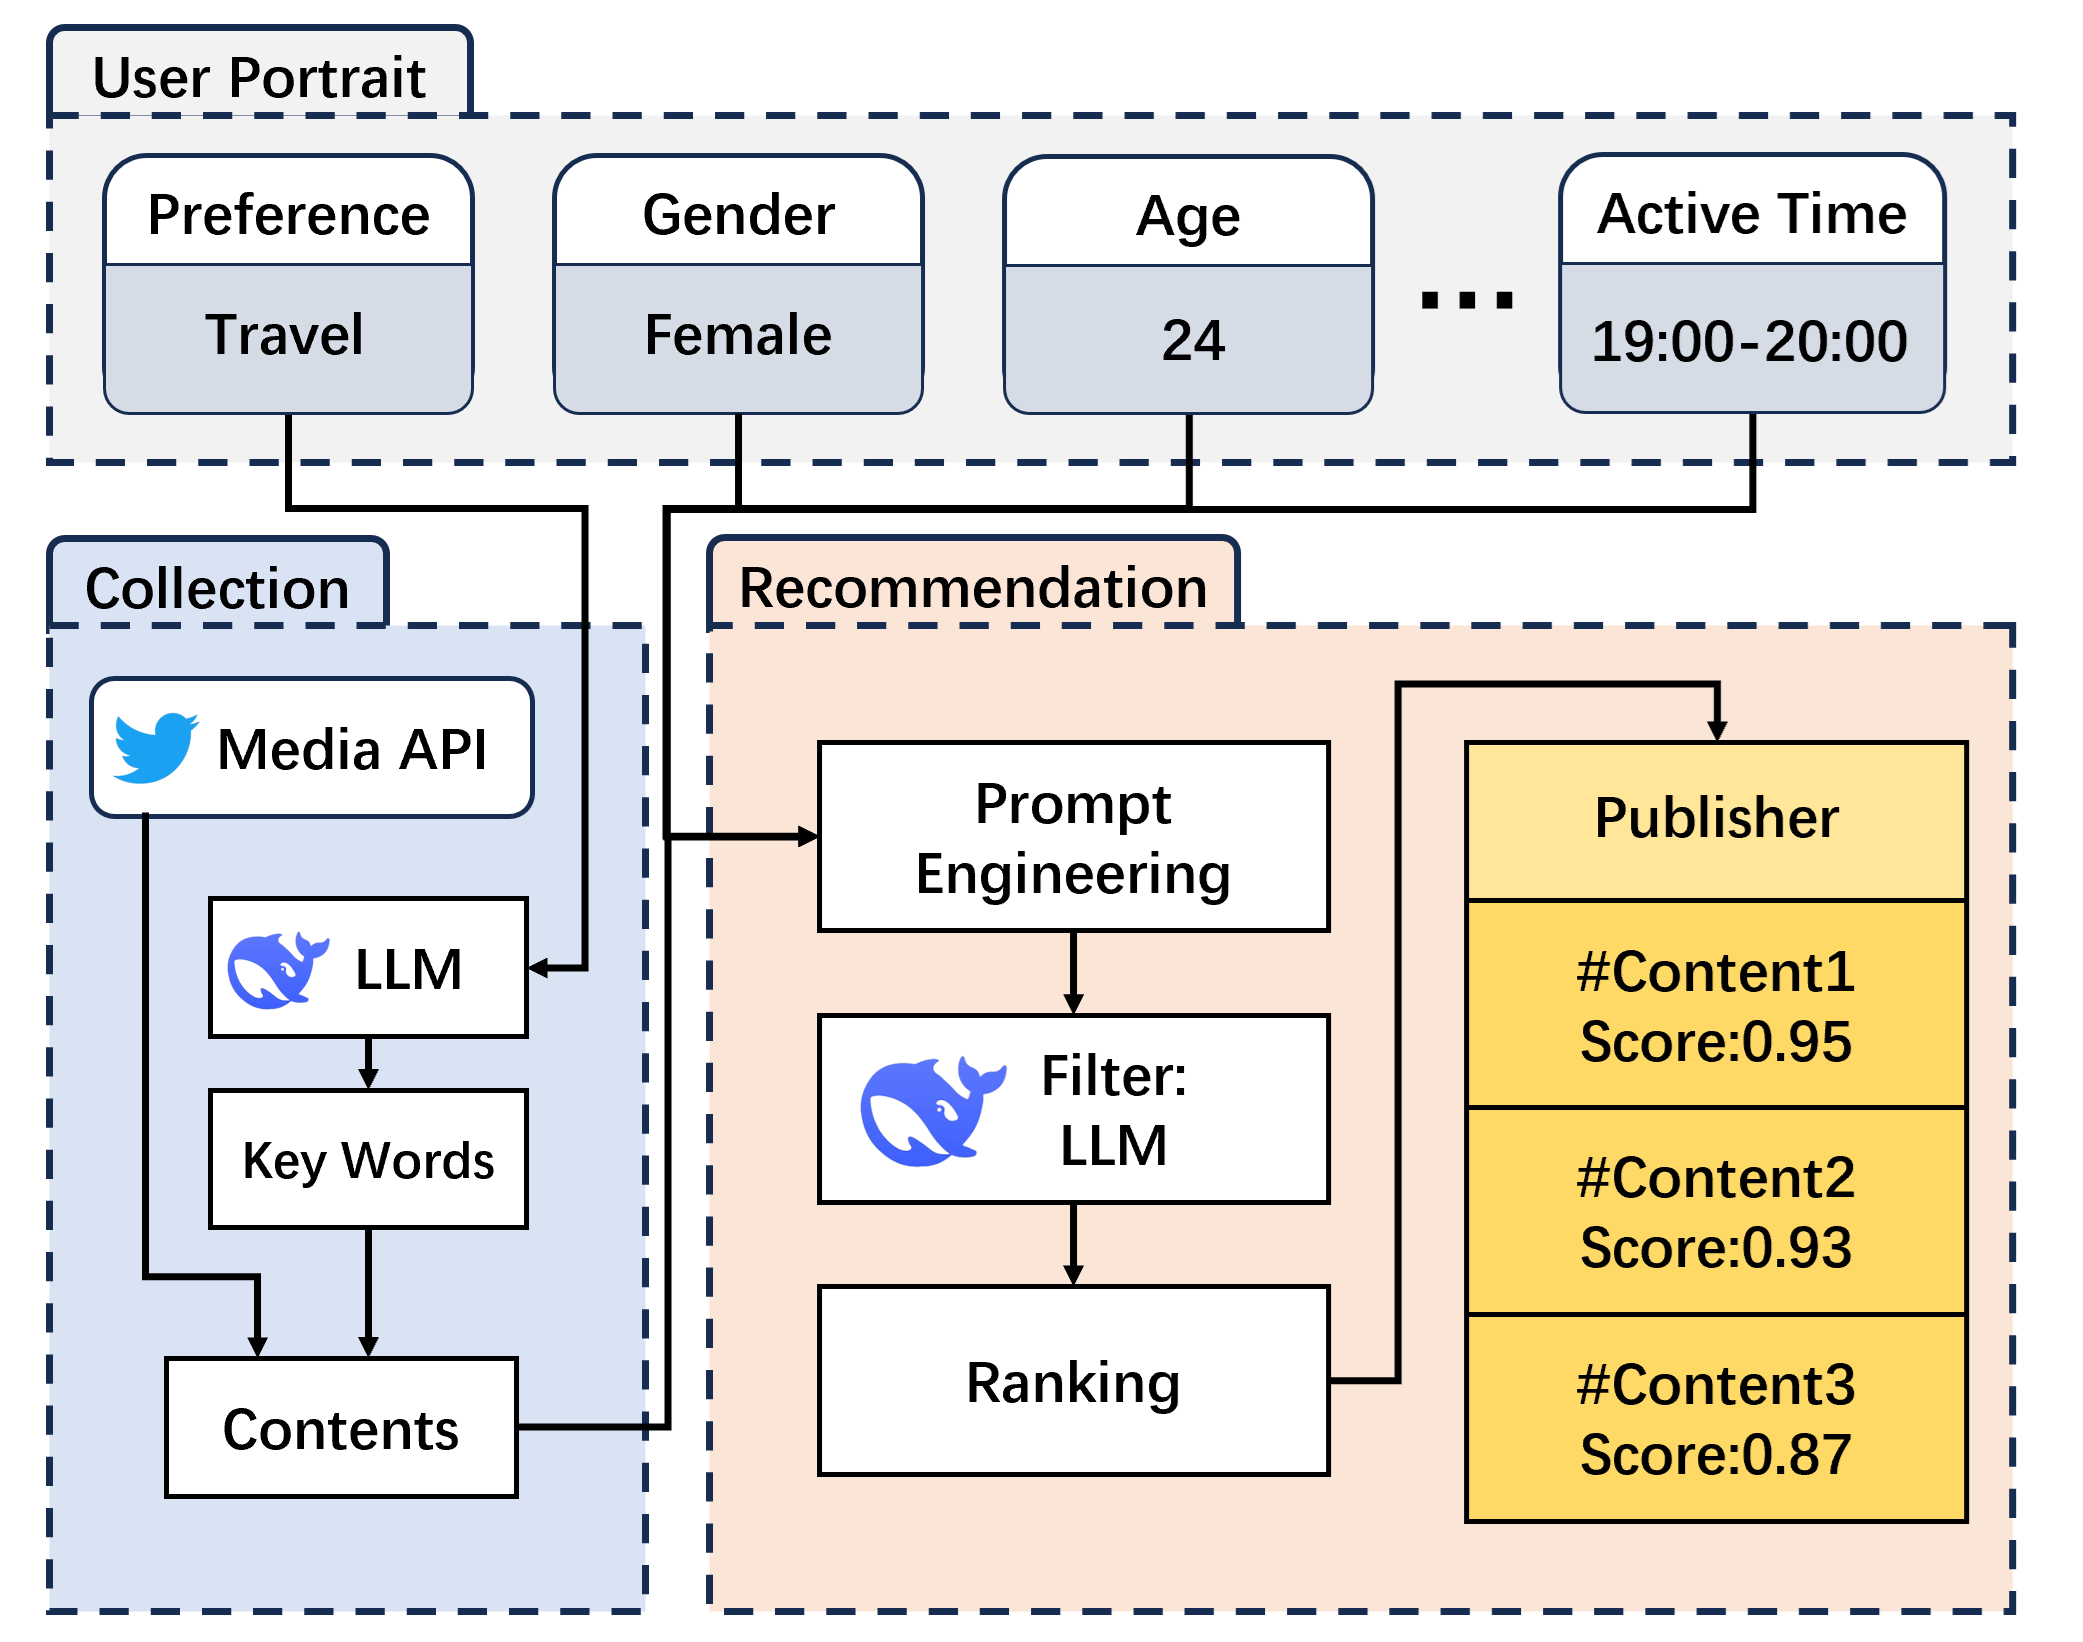 User Portrait
Preference
Travel
Gender
Female
Age
24
...
Active Time
19:00-20:00
Collection
Media API
LLM
Key Words
Contents
Recommendation
Prompt
Engineering
Filter:
LLM
Ranking
Publisher
#Content1
Score:0.95
#Content2
Score:0.93
#Content3
Score:0.87